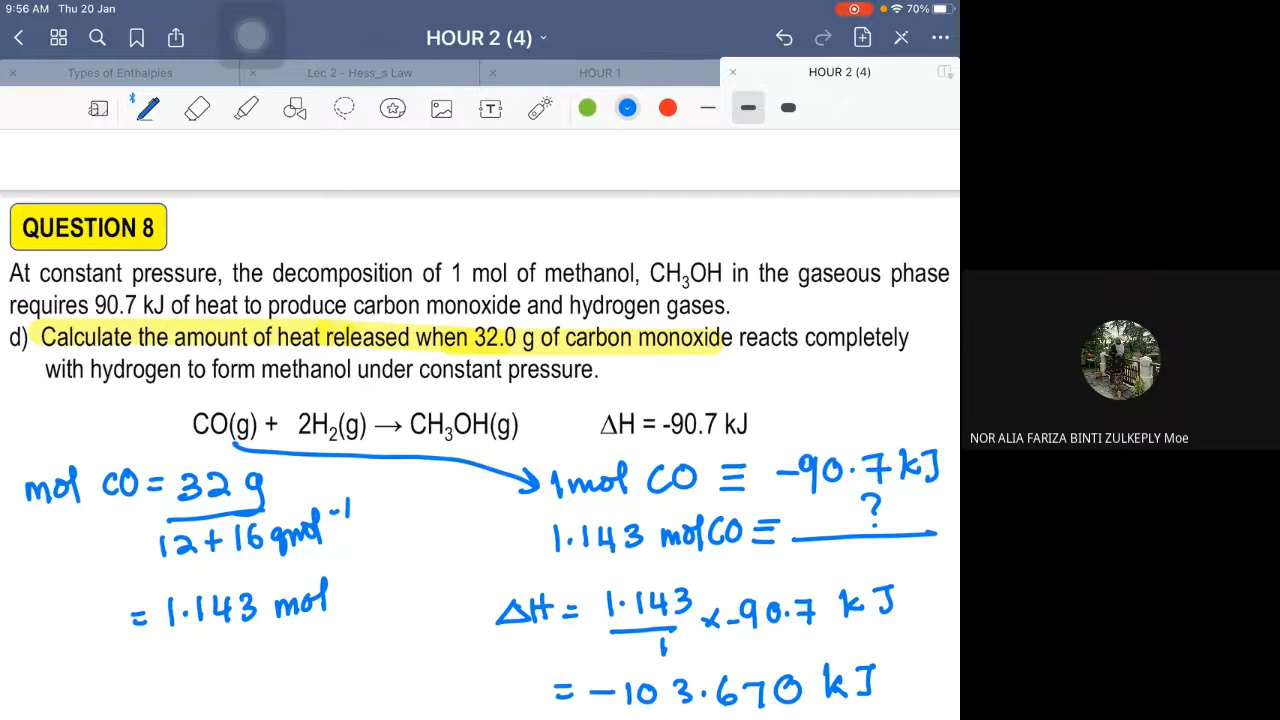 9:56 AM Thu 20 Jan
70%
HOUR 2 (4)
Types of Enthalpies
Lec 2 - Hess_s Law
HOUR 1
HOUR 2 (4)
T
QUESTION 8
At constant pressure, the decomposition of 1 mol of methanol, CH₃OH in the gaseous phase
requires 90.7 kJ of heat to produce carbon monoxide and hydrogen gases.
d) Calculate the amount of heat released when 32.0 g of carbon monoxide reacts completely
with hydrogen to form methanol under constant pressure.
CO(g) + 2H₂(g) → CH₃OH(g) ΔH = -90.7 kJ
mol CO = 32 g
12 + 16 gmol⁻¹
= 1.143 mol
1 mol CO ≡ -90.7 kJ
1.143 mol CO ≡ ?
ΔH = 1.143 x -90.7 kJ
1
= -103.670 kJ
NOR ALIA FARIZA BINTI ZULKEPLY Moe